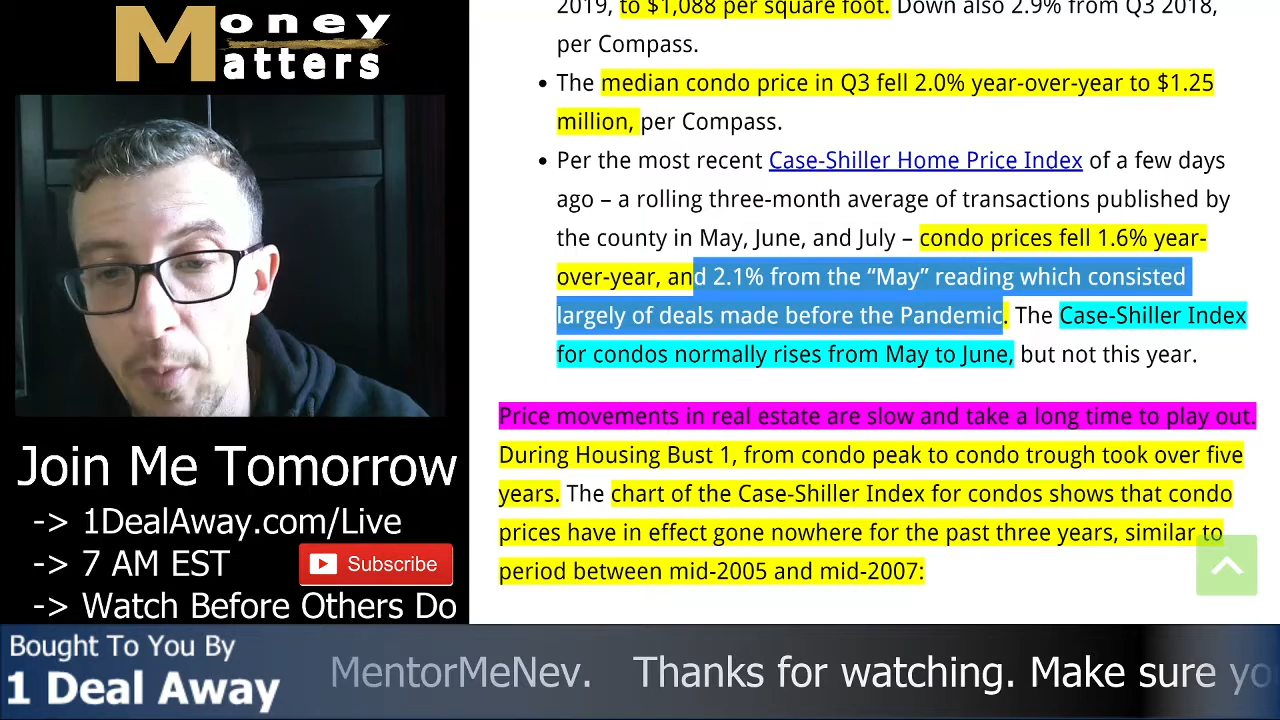 Money
Matters
2019, to $1,088 per square foot. Down also 2.9% from Q3 2018,
per Compass.
• The median condo price in Q3 fell 2.0% year-over-year to $1.25
million, per Compass.
• Per the most recent Case-Shiller Home Price Index of a few days
ago – a rolling three-month average of transactions published by
the county in May, June, and July – condo prices fell 1.6% year-
over-year, and 2.1% from the “May” reading which consisted
largely of deals made before the Pandemic. The Case-Shiller Index
for condos normally rises from May to June, but not this year.
Price movements in real estate are slow and take a long time to play out.
During Housing Bust 1, from condo peak to condo trough took over five
years. The chart of the Case-Shiller Index for condos shows that condo
prices have in effect gone nowhere for the past three years, similar to
period between mid-2005 and mid-2007:
Join Me Tomorrow
-> 1DealAway.com/Live
-> 7 AM EST
Subscribe
-> Watch Before Others Do
Bought To You By
1 Deal Away
MentorMeNev. Thanks for watching. Make sure yo